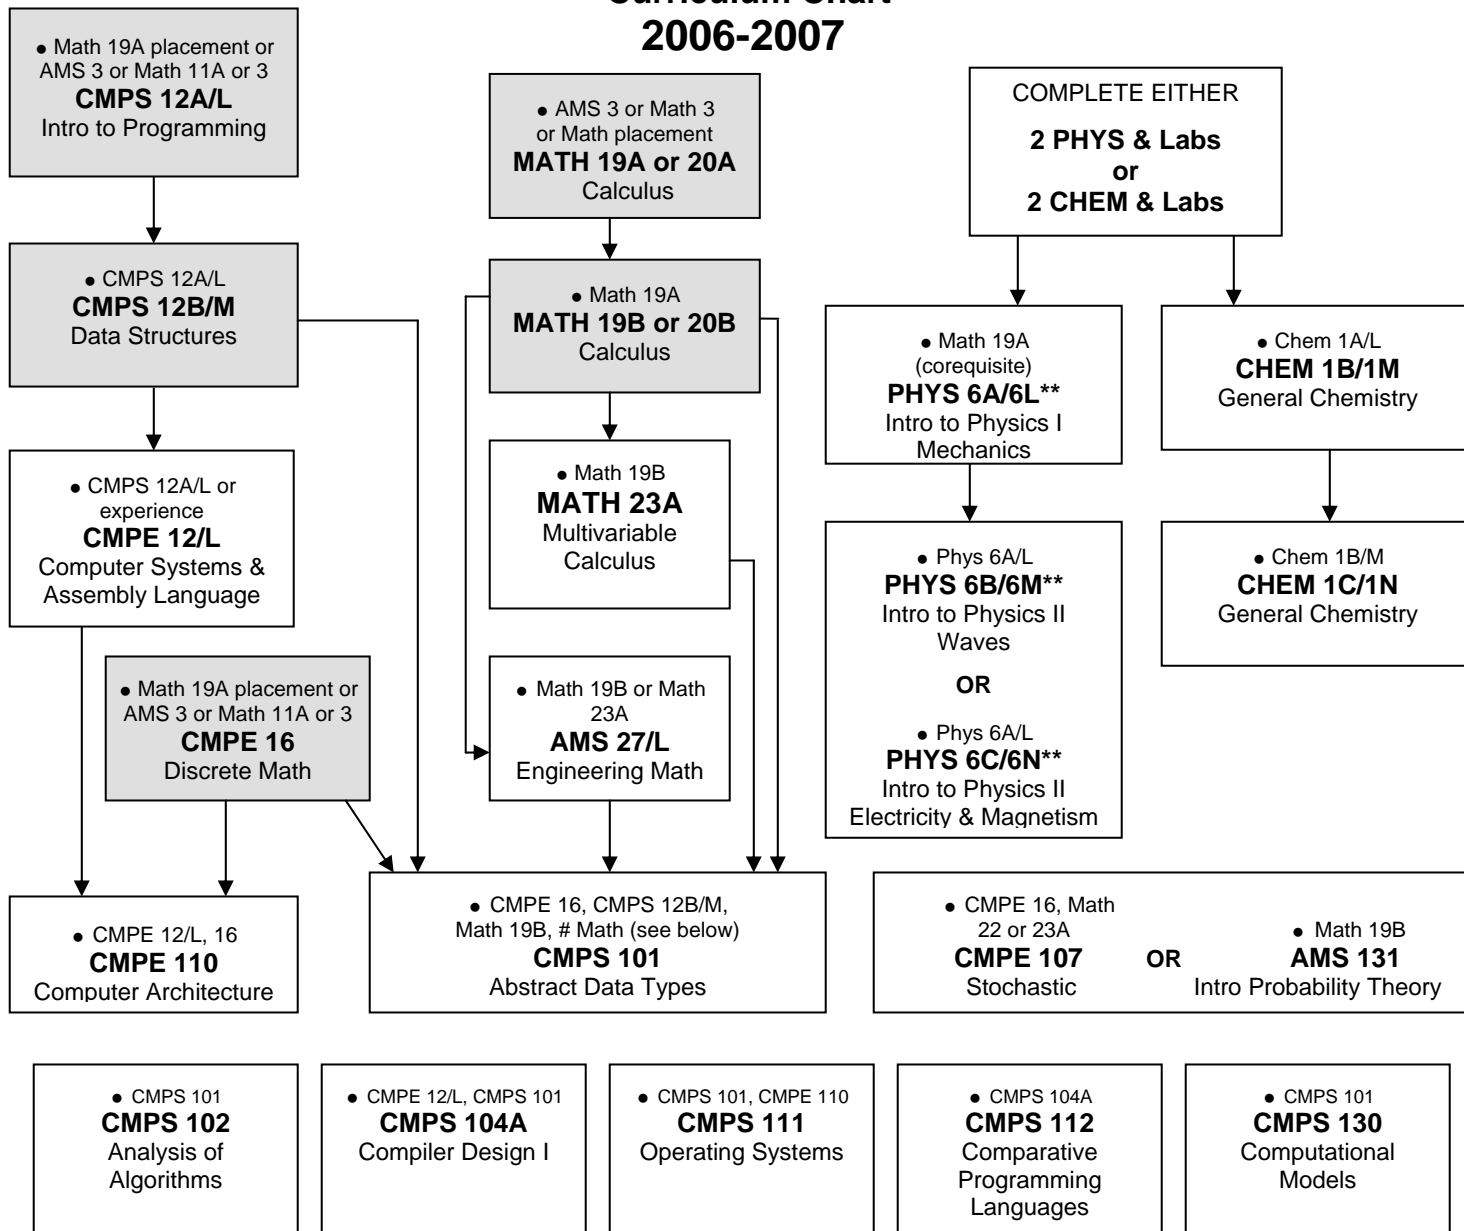 Curriculum Chart
2006-2007
● Math 19A placement or
AMS 3 or Math 11A or 3
CMPS 12A/L
Intro to Programming
● AMS 3 or Math 3
or Math placement
MATH 19A or 20A
Calculus
COMPLETE EITHER
2 PHYS & Labs
or
2 CHEM & Labs
● CMPS 12A/L
CMPS 12B/M
Data Structures
● Math 19A
MATH 19B or 20B
Calculus
● Math 19A
(corequisite)
PHYS 6A/6L**
Intro to Physics I
Mechanics
● Chem 1A/L
CHEM 1B/1M
General Chemistry
● CMPS 12A/L or
experience
CMPE 12/L
Computer Systems &
Assembly Language
● Math 19B
MATH 23A
Multivariable
Calculus
● Phys 6A/L
PHYS 6B/6M**
Intro to Physics II
Waves
OR
● Phys 6A/L
PHYS 6C/6N**
Intro to Physics II
Electricity & Magnetism
● Chem 1B/M
CHEM 1C/1N
General Chemistry
● Math 19A placement or
AMS 3 or Math 11A or 3
CMPE 16
Discrete Math
● Math 19B or Math
23A
AMS 27/L
Engineering Math
● CMPE 12/L, 16
CMPE 110
Computer Architecture
● CMPE 16, CMPS 12B/M,
Math 19B, # Math (see below)
CMPS 101
Abstract Data Types
● CMPE 16, Math
22 or 23A
CMPE 107
Stochastic
OR
● Math 19B
AMS 131
Intro Probability Theory
● CMPS 101
CMPS 102
Analysis of
Algorithms
● CMPE 12/L, CMPS 101
CMPS 104A
Compiler Design I
● CMPS 101, CMPE 110
CMPS 111
Operating Systems
● CMPS 104A
CMPS 112
Comparative
Programming
Languages
● CMPS 101
CMPS 130
Computational
Models